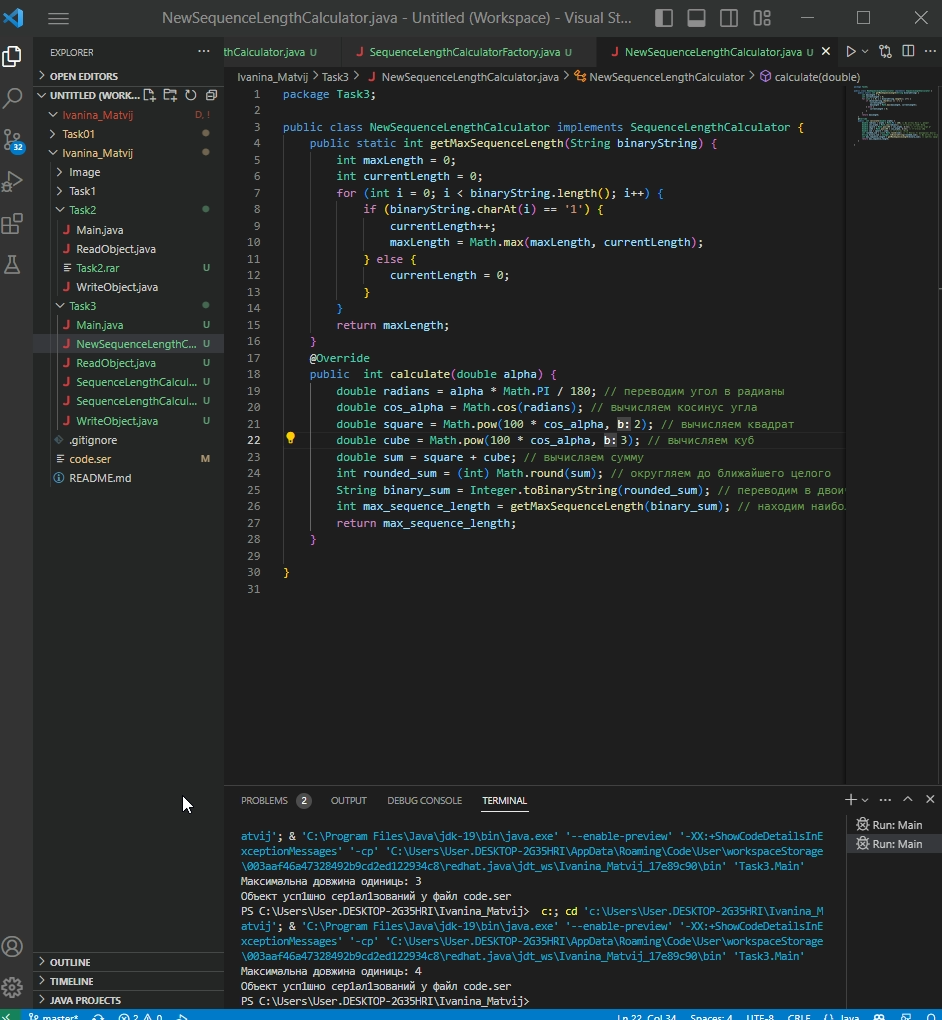 NewSequenceLengthCalculator.java - Untitled (Workspace) - Visual St...
EXPLORER
thCalculator.java U
SequenceLengthCalculatorFactory.java U
NewSequenceLengthCalculator.java U
OPEN EDITORS
Ivanina_Matvij > Task3 > NewSequenceLengthCalculator.java > NewSequenceLengthCalculator > calculate(double)
UNTITLED (WORK...
Ivanina_Matvij D, !
Task01
Ivanina_Matvij
Image
Task1
Task2
Main.java
ReadObject.java
Task2.rar U
WriteObject.java
Task3
Main.java U
NewSequenceLengthC... U
ReadObject.java U
SequenceLengthCalcul... U
SequenceLengthCalcul... U
WriteObject.java U
.gitignore
code.ser M
README.md
32
1 package Task3;
2
3 public class NewSequenceLengthCalculator implements SequenceLengthCalculator {
4 public static int getMaxSequenceLength(String binaryString) {
5 int maxLength = 0;
6 int currentLength = 0;
7 for (int i = 0; i < binaryString.length(); i++) {
8 if (binaryString.charAt(i) == '1') {
9 currentLength++;
10 maxLength = Math.max(maxLength, currentLength);
11 } else {
12 currentLength = 0;
13 }
14 }
15 return maxLength;
16 }
17 @Override
18 public  int calculate(double alpha) {
19 double radians = alpha * Math.PI / 180; // переводим угол в радианы
20 double cos_alpha = Math.cos(radians); // вычисляем косинус угла
21 double square = Math.pow(100 * cos_alpha, b: 2); // вычисляем квадрат
22 double cube = Math.pow(100 * cos_alpha, b: 3); // вычисляем куб
23 double sum = square + cube; // вычисляем сумму
24 int rounded_sum = (int) Math.round(sum); // округляем до ближайшего целого
25 String binary_sum = Integer.toBinaryString(rounded_sum); // переводим в двои
26 int max_sequence_length = getMaxSequenceLength(binary_sum); // находим наибо
27 return max_sequence_length;
28 }
29
30 }
31
PROBLEMS 2 OUTPUT DEBUG CONSOLE TERMINAL
Run: Main
Run: Main
atvij'; & 'C:\Program Files\Java\jdk-19\bin\java.exe' '--enable-preview' '-XX:+ShowCodeDetailsInE
xceptionMessages' '-cp' 'C:\Users\User.DESKTOP-2G35HRI\AppData\Roaming\Code\User\workspaceStorage
\003aaf46a47328492b9cd2ed122934c8\redhat.java\jdt_ws\Ivanina_Matvij_17e89c90\bin' 'Task3.Main'
Максимальна довжина одиниць: 3
Объект усп1шно сер1ал1зований у файл code.ser
PS C:\Users\User.DESKTOP-2G35HRI\Ivanina_Matvij>  c:; cd 'c:\Users\User.DESKTOP-2G35HRI\Ivanina_M
atvij'; & 'C:\Program Files\Java\jdk-19\bin\java.exe' '--enable-preview' '-XX:+ShowCodeDetailsInE
xceptionMessages' '-cp' 'C:\Users\User.DESKTOP-2G35HRI\AppData\Roaming\Code\User\workspaceStorage
\003aaf46a47328492b9cd2ed122934c8\redhat.java\jdt_ws\Ivanina_Matvij_17e89c90\bin' 'Task3.Main'
Максимальна довжина одиниць: 4
Объект усп1шно сер1ал1зований у файл code.ser
PS C:\Users\User.DESKTOP-2G35HRI\Ivanina_Matvij>
OUTLINE
TIMELINE
JAVA PROJECTS
master* 2 0 Ln 22, Col 34 Spaces: 4 UTF-8 CRLF {} Java